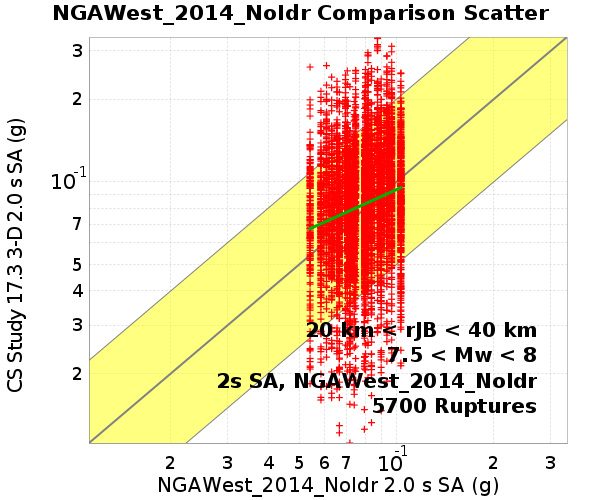 NGAWest_2014_NoIdr Comparison Scatter
CS Study 17.3 3-D 2.0 s SA (g)
3
2
10-1
7
5
4
3
2
20 km < rJB < 40 km
7.5 < Mw < 8
2s SA, NGAWest_2014_NoIdr
5700 Ruptures
2 3 4 5 6 7 10-1 2 3
NGAWest_2014_NoIdr 2.0 s SA (g)